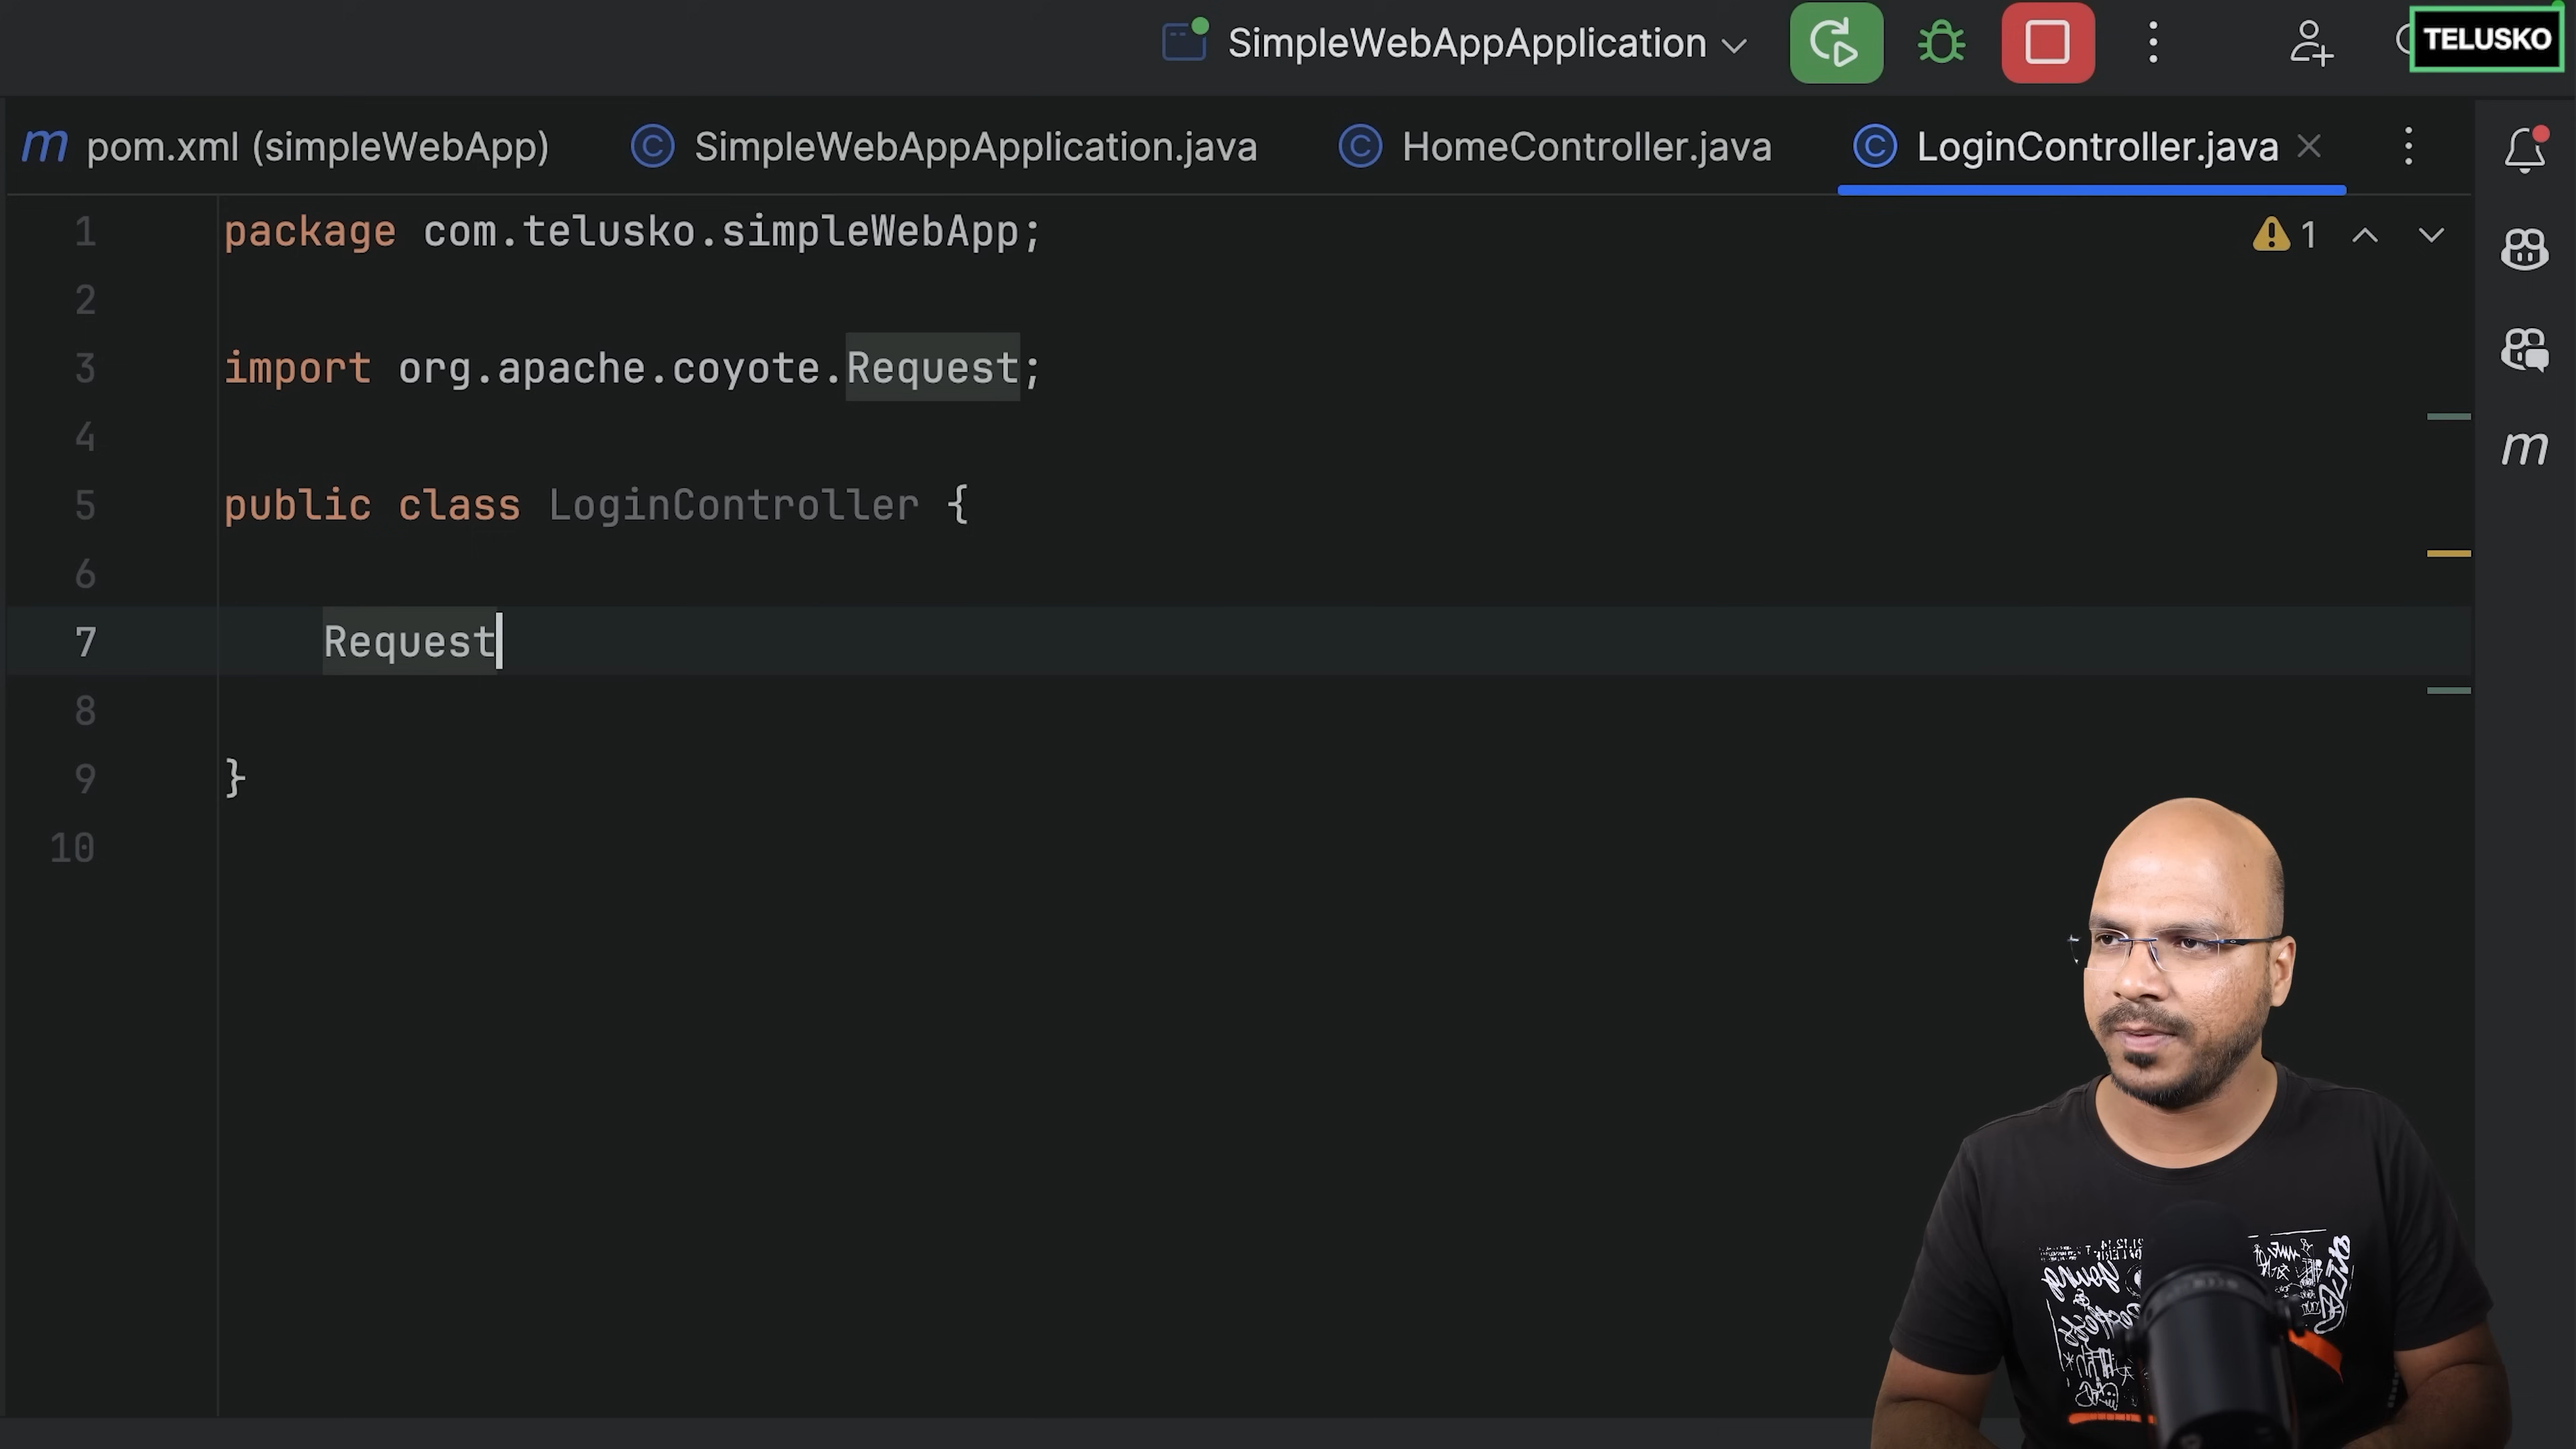 SimpleWebAppApplication
TELUSKO
m pom.xml (simpleWebApp) C SimpleWebAppApplication.java C HomeController.java C LoginController.java
1 package com.telusko.simpleWebApp; 1
2
3 import org.apache.coyote.Request;
4
5 public class LoginController {
6
7 Request
8
9 }
10
m